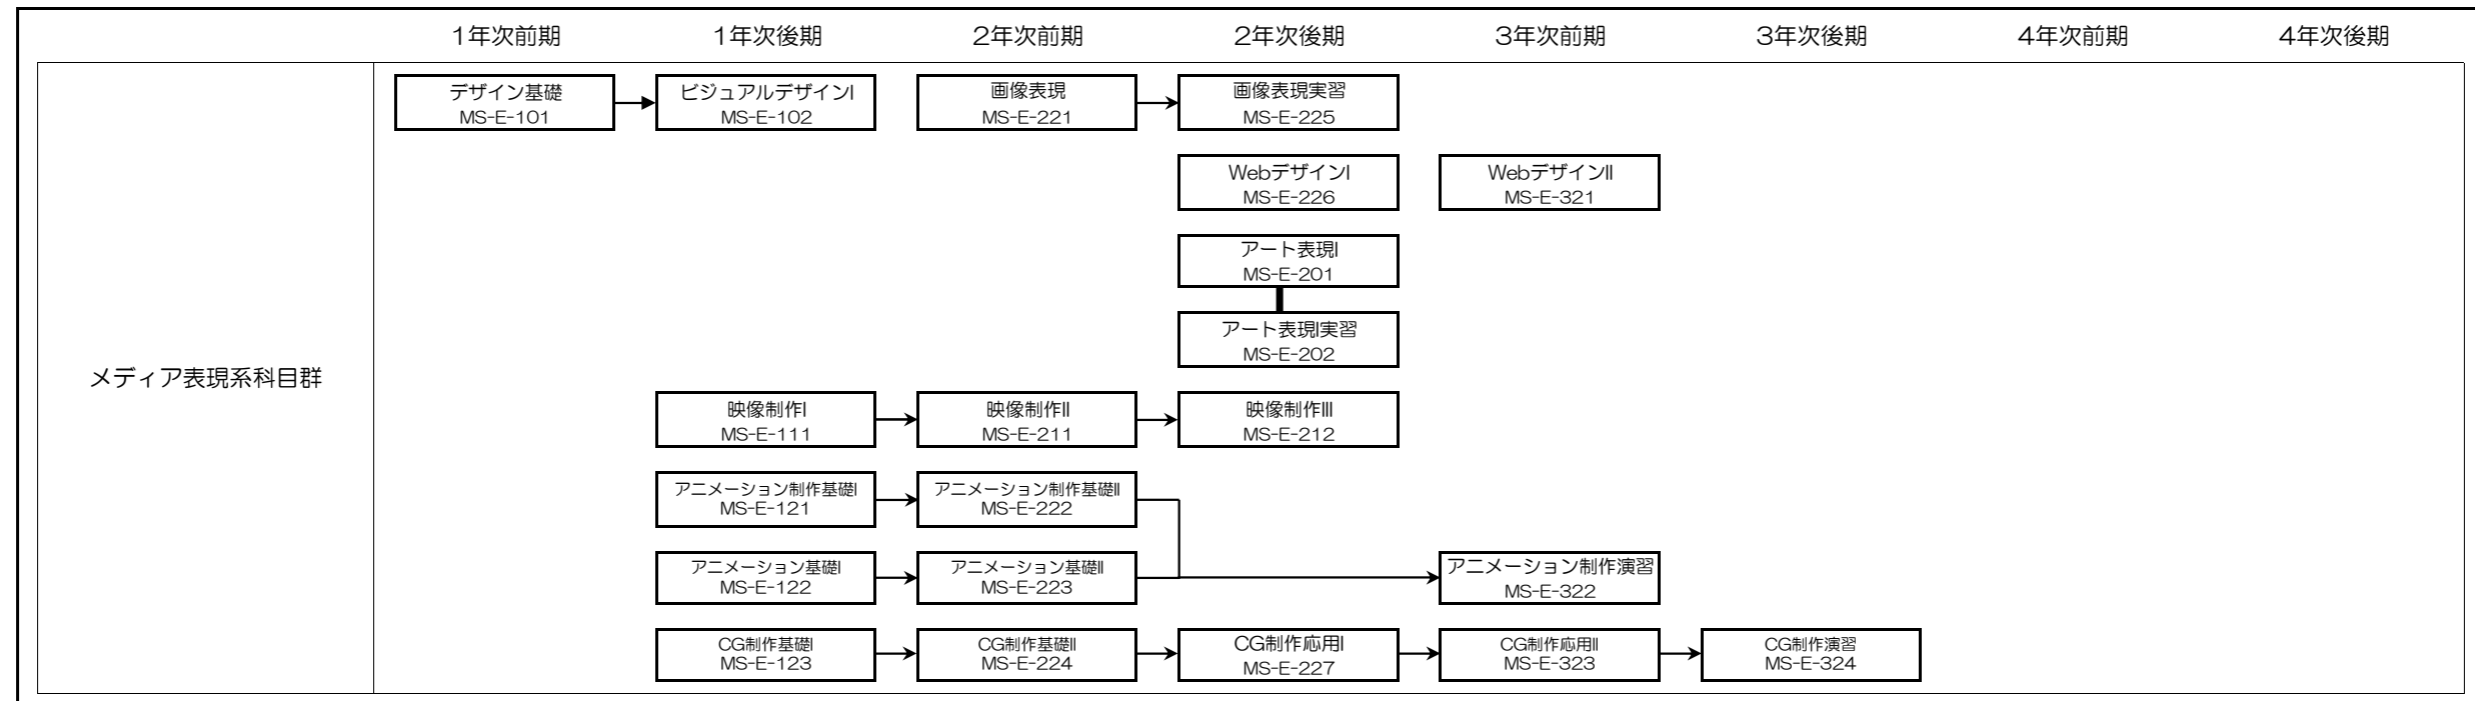 1年次前期
1年次後期
2年次前期
2年次後期
3年次前期
3年次後期
4年次前期
4年次後期
メディア表現系科目群
デザイン基礎
MS-E-101
ビジュアルデザインI
MS-E-102
画像表現
MS-E-221
画像表現実習
MS-E-225
WebデザインI
MS-E-226
WebデザインII
MS-E-321
アート表現I
MS-E-201
アート表現I実習
MS-E-202
映像制作I
MS-E-111
映像制作II
MS-E-211
映像制作III
MS-E-212
アニメーション制作基礎I
MS-E-121
アニメーション制作基礎II
MS-E-222
アニメーション基礎I
MS-E-122
アニメーション基礎II
MS-E-223
アニメーション制作演習
MS-E-322
CG制作基礎I
MS-E-123
CG制作基礎II
MS-E-224
CG制作応用I
MS-E-227
CG制作応用II
MS-E-323
CG制作演習
MS-E-324